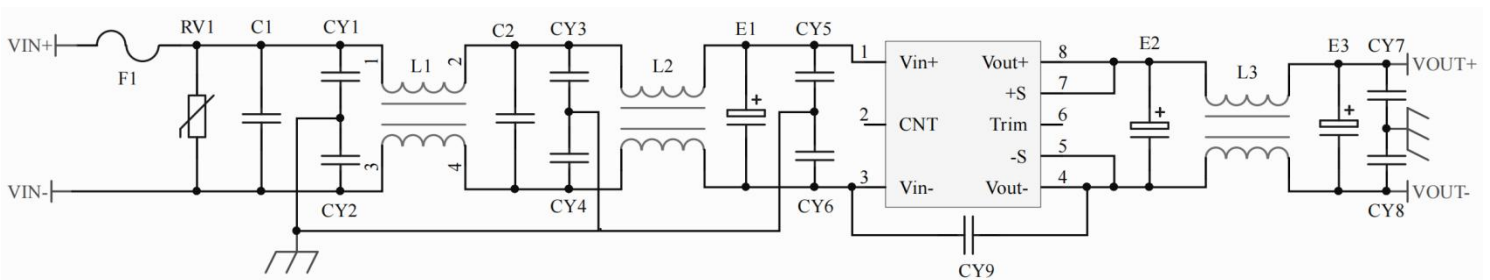 RV1 C1 CY1 C2 CY3 E1 CY5 E2 E3 CY7
VIN+ F1 1 L1 2 L2 + 1 Vin+ Vout+ 8 L3 VOUT+
+S 7
2 CNT Trim 6 + +
3 4 -S 5
VIN- 3 Vin- Vout- 4 VOUT-
CY2 CY4 CY6 CY8
CY9